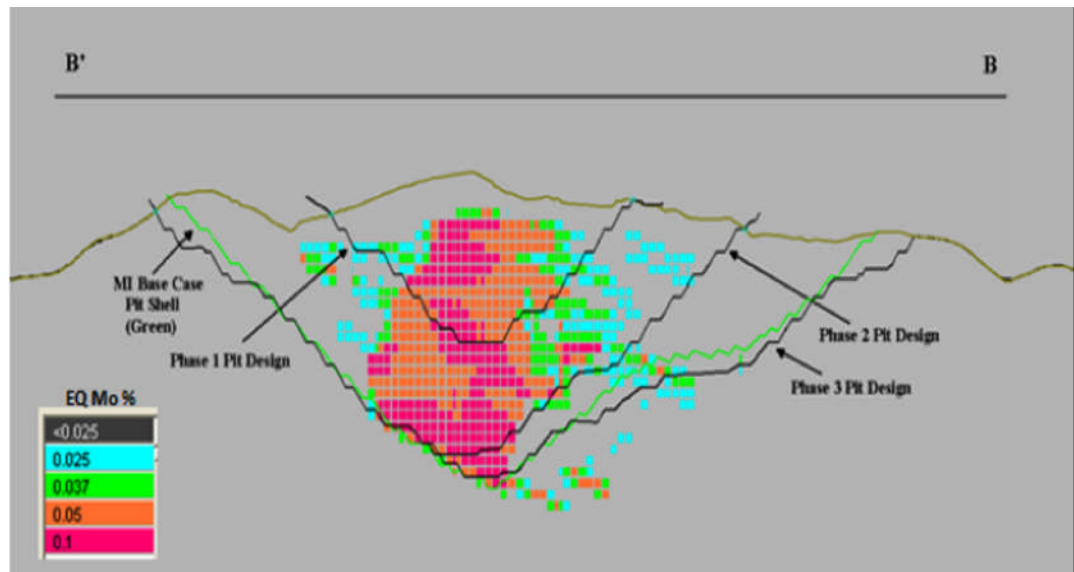 B'
B
MI Base Case
Pit Shell
(Green)
Phase 1 Pit Design
Phase 2 Pit Design
Phase 3 Pit Design
EQ Mo %
<0.025
0.025
0.037
0.05
0.1